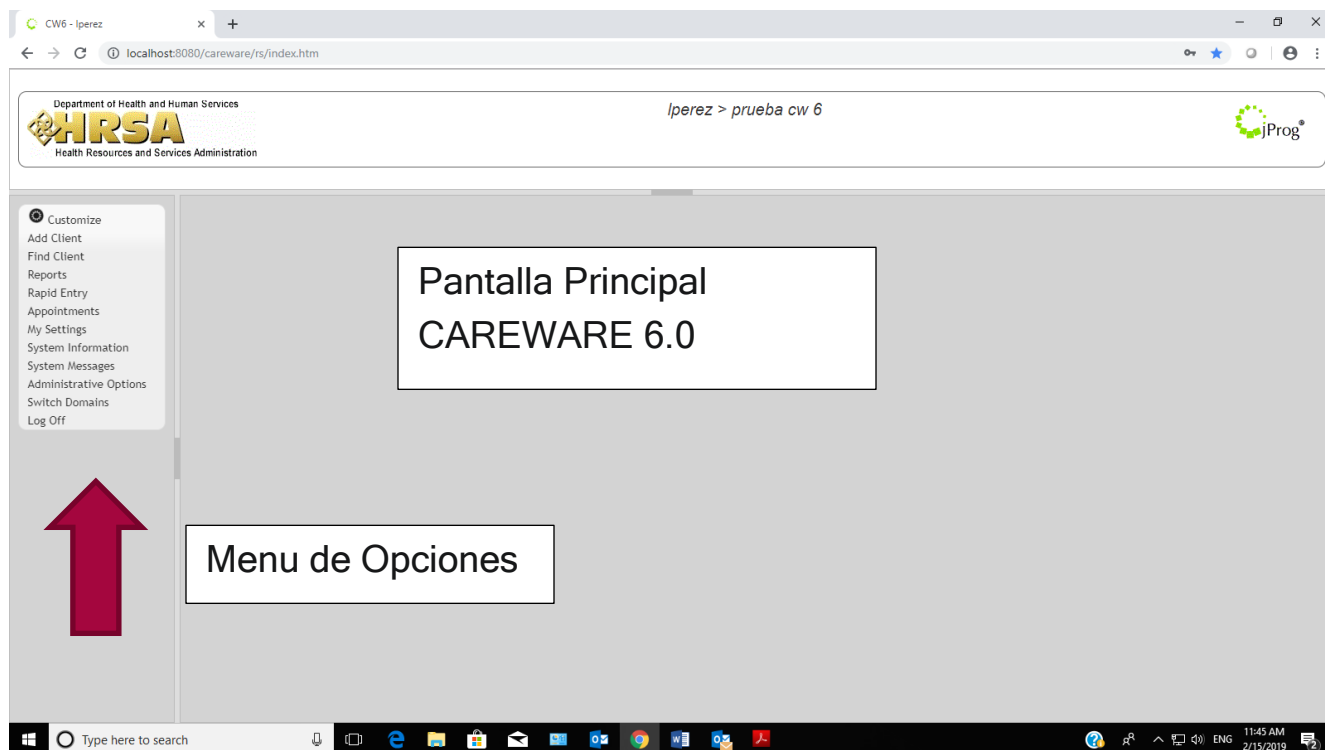 CW6 - Iperez
localhost:8080/careware/rs/index.htm
Department of Health and Human Services
HRSA
Health Resources and Services Administration
Iperez > prueba cw 6
jProg®
Customize
Add Client
Find Client
Reports
Rapid Entry
Appointments
My Settings
System Information
System Messages
Administrative Options
Switch Domains
Log Off
Pantalla Principal
CAREWARE 6.0
Menu de Opciones
Type here to search
ENG
11:45 AM
2/15/2019